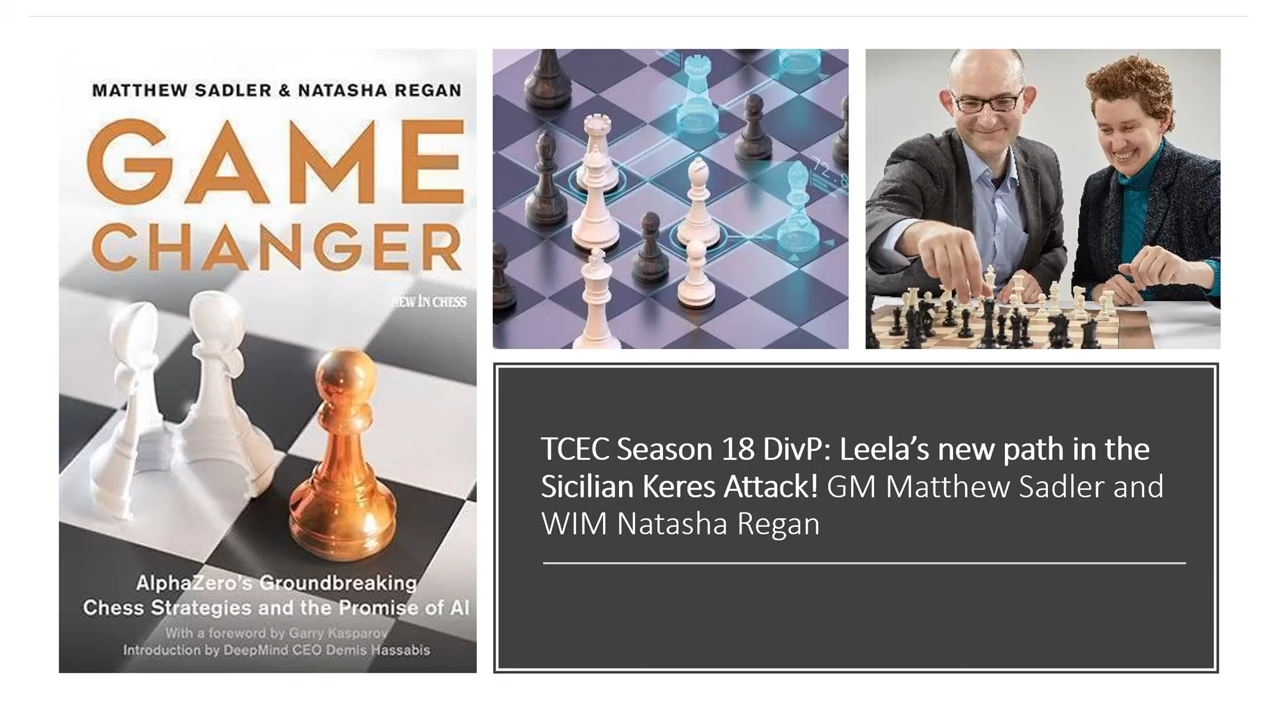 MATTHEW SADLER & NATASHA REGAN
GAME
CHANGER
NEW IN CHESS
AlphaZero's Groundbreaking
Chess Strategies and the Promise of AI
With a foreword by Garry Kasparov
Introduction by DeepMind CEO Demis Hassabis
TCEC Season 18 DivP: Leela’s new path in the
Sicilian Keres Attack! GM Matthew Sadler and
WIM Natasha Regan